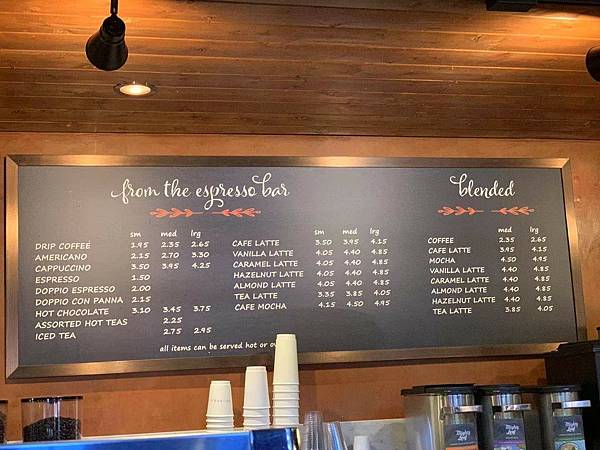 from the espresso bar
sm med lrg
DRIP COFFEE 1.95 2.35 2.65
AMERICANO 2.15 2.70 3.30
CAPPUCCINO 3.50 3.95 4.25
ESPRESSO 1.50
DOPPIO ESPRESSO 2.00
DOPPIO CON PANNA 2.15
HOT CHOCOLATE 3.10 3.45 3.75
ASSORTED HOT TEAS 2.25
ICED TEA 2.75 2.95
sm med lrg
CAFE LATTE 3.50 3.95 4.15
VANILLA LATTE 4.05 4.40 4.85
CARAMEL LATTE 4.05 4.40 4.85
HAZELNUT LATTE 4.05 4.40 4.85
ALMOND LATTE 4.05 4.40 4.85
TEA LATTE 3.35 3.85 4.05
CAFE MOCHA 4.15 4.50 4.95
all items can be served hot or
blended
med lrg
COFFEE 2.35 2.65
CAFE LATTE 3.95 4.15
MOCHA 4.50 4.95
VANILLA LATTE 4.40 4.85
CARAMEL LATTE 4.40 4.85
ALMOND LATTE 4.40 4.85
HAZELNUT LATTE 4.40 4.85
TEA LATTE 3.85 4.05
Mighty Leaf